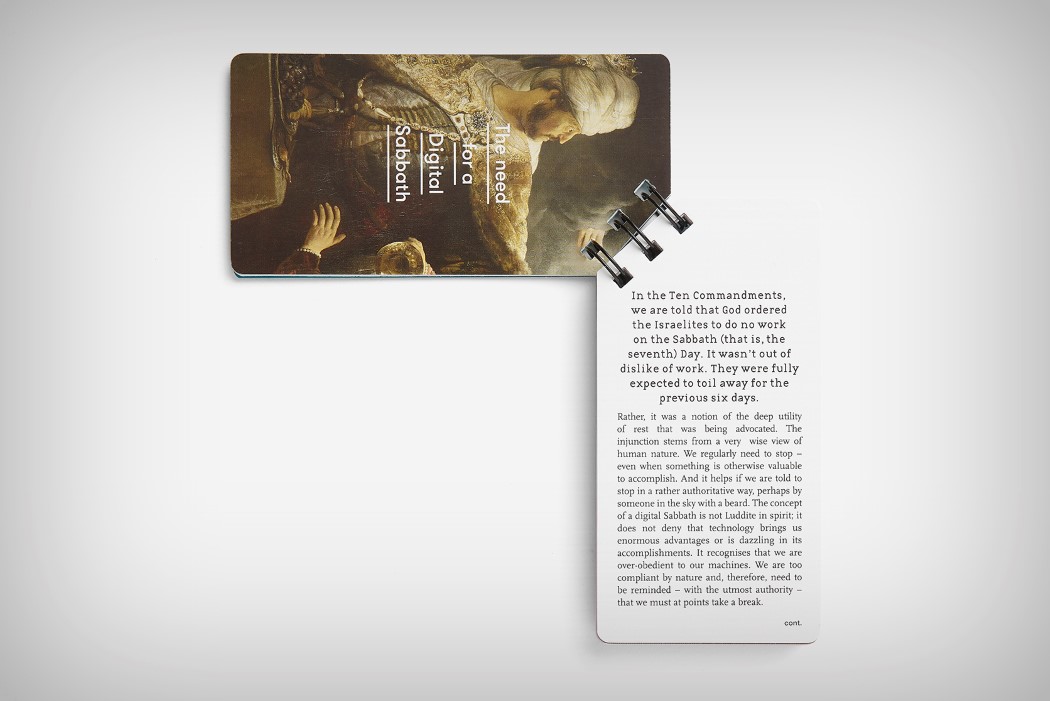 The need
for a
Digital
Sabbath
In the Ten Commandments,
we are told that God ordered
the Israelites to do no work
on the Sabbath (that is, the
seventh) Day. It wasn't out of
dislike of work. They were fully
expected to toil away for the
previous six days.
Rather, it was a notion of the deep utility
of rest that was being advocated. The
injunction stems from a very wise view of
human nature. We regularly need to stop –
even when something is otherwise valuable
to accomplish. And it helps if we are told to
stop in a rather authoritative way, perhaps by
someone in the sky with a beard. The concept
of a digital Sabbath is not Luddite in spirit; it
does not deny that technology brings us
enormous advantages or is dazzling in its
accomplishments. It recognises that we are
over-obedient to our machines. We are too
compliant by nature and, therefore, need to
be reminded – with the utmost authority –
that we must at points take a break.
cont.